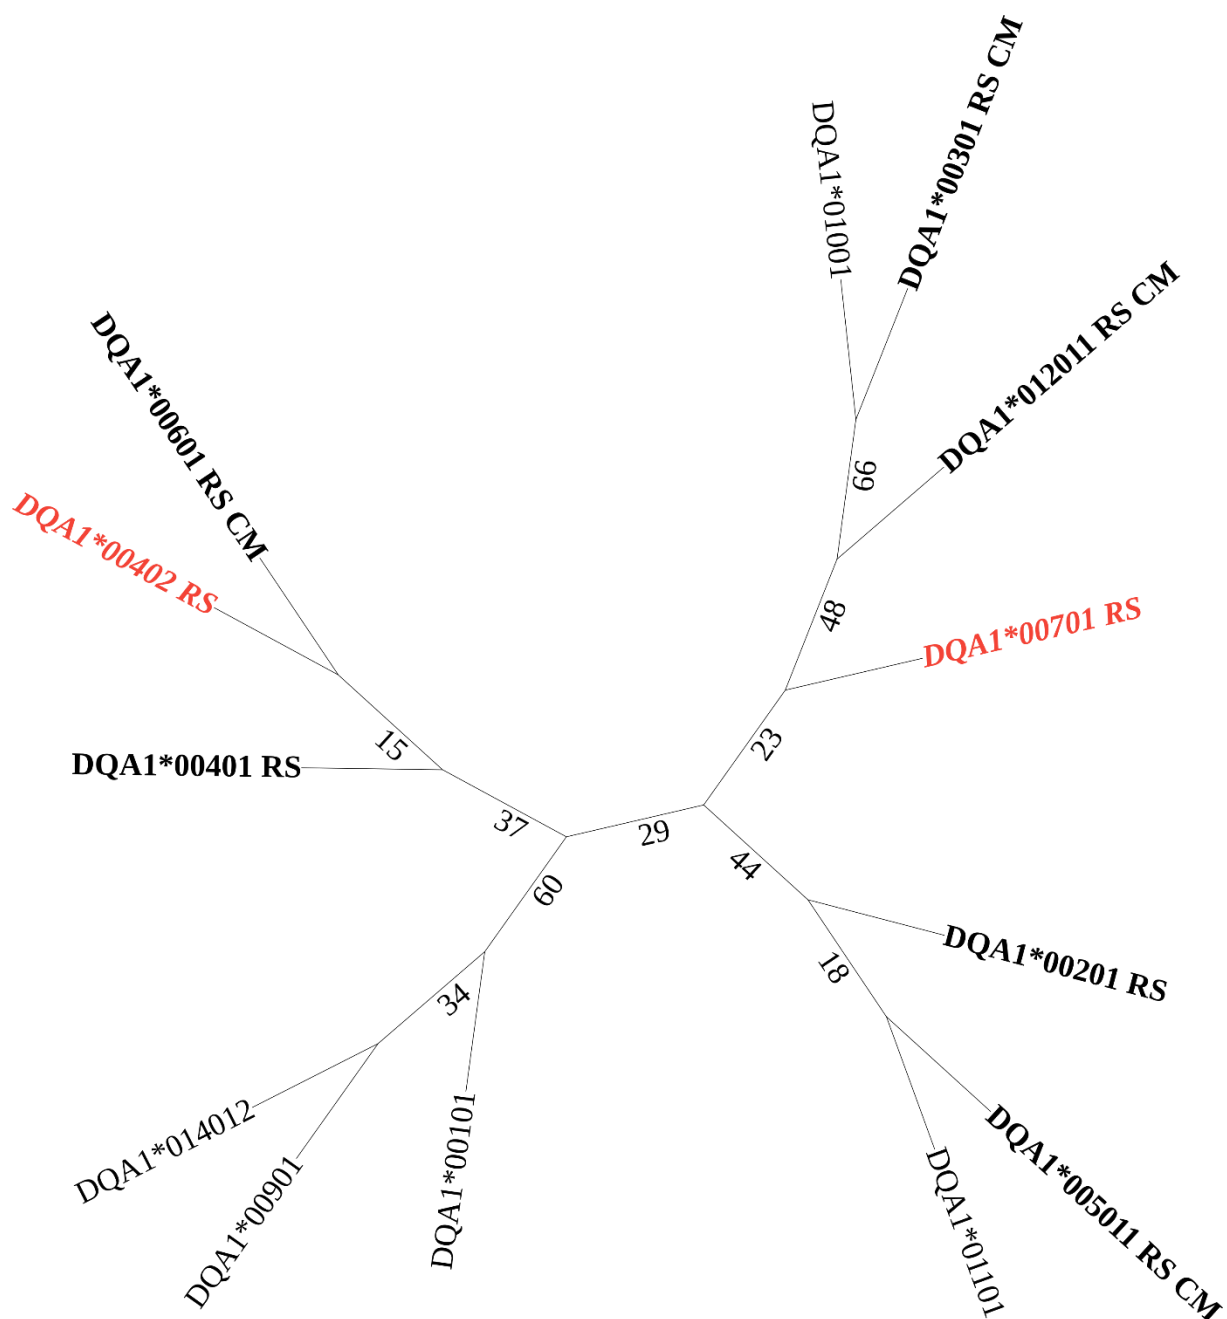 DQA1*01001
DQA1*00301 RS CM
DQA1*012011 RS CM
DQA1*00601 RS CM
DQA1*00402 RS
66
48
DQA1*00701 RS
23
15
DQA1*00401 RS
37
29
44
60
DQA1*00201 RS
18
34
DQA1*014012
DQA1*00901
DQA1*00101
DQA1*005011 RS CM
DQA1*01101